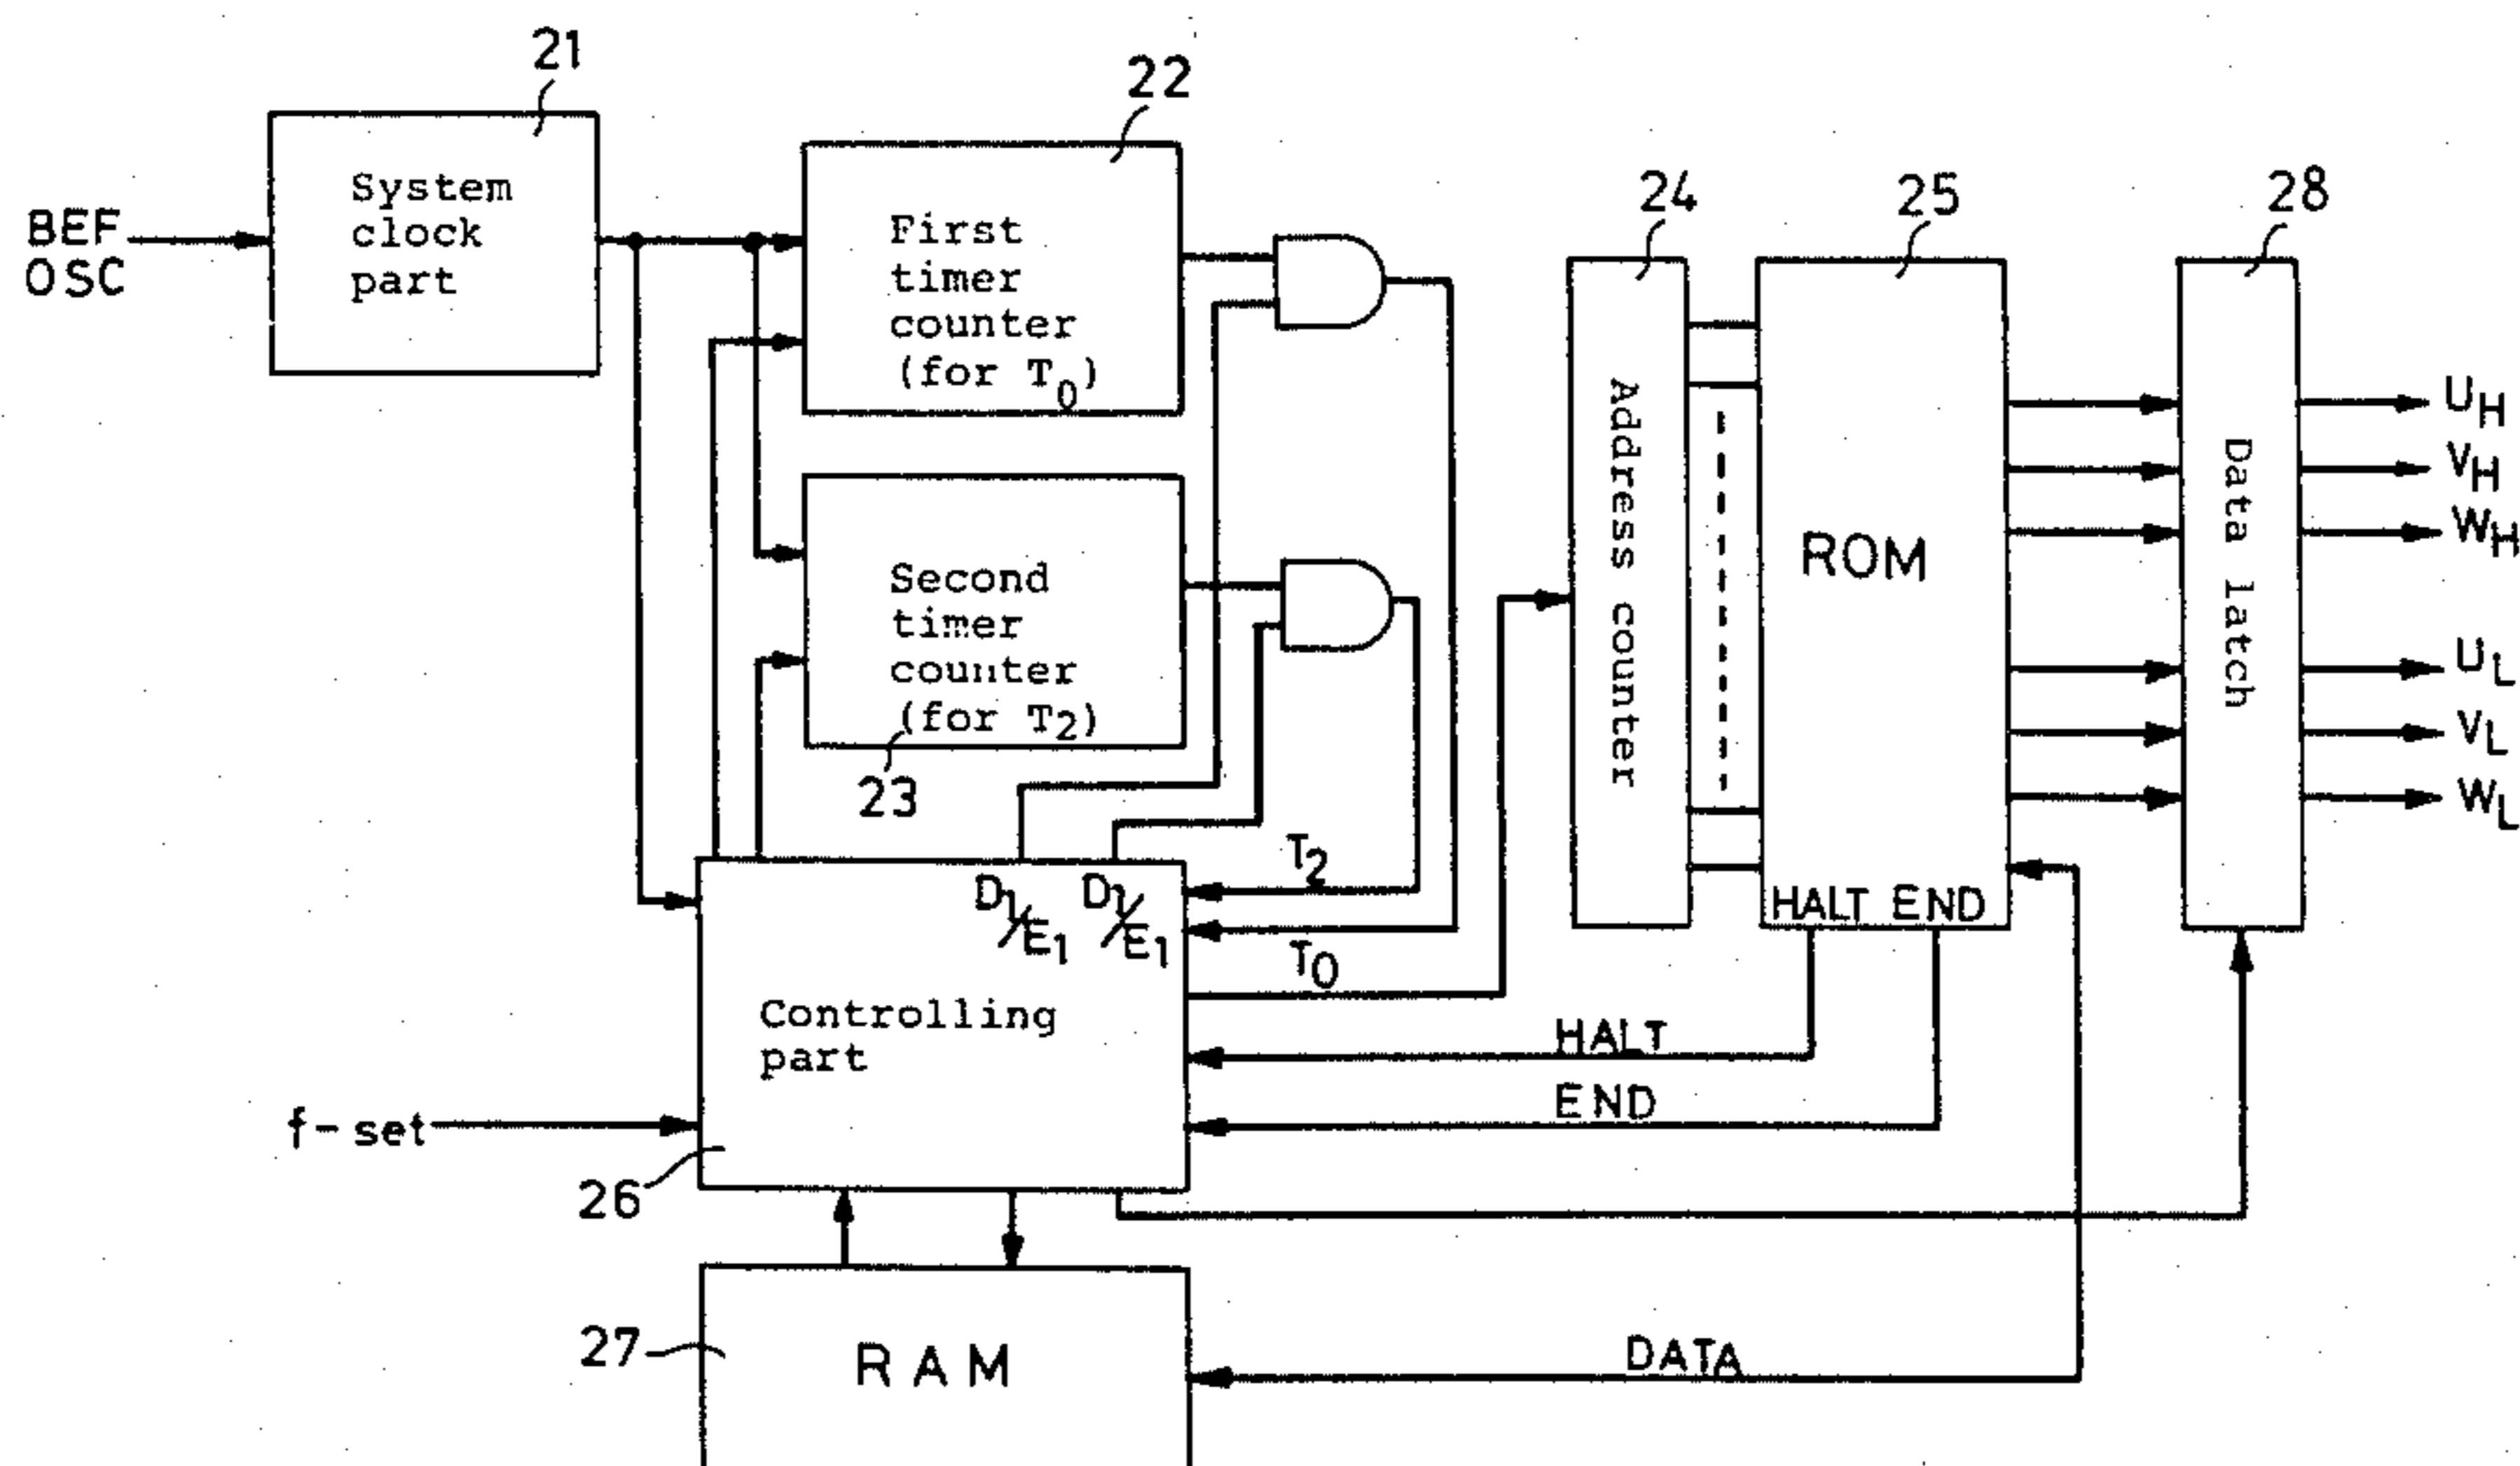 21
22
BEF
OSC
System
clock
part
First
timer
counter
(for T0)
24
25
28
Address counter
ROM
Data latch
UH
VH
WH
UL
VL
WL
Second
timer
counter
(for T2)
23
D1/E1 D1/E1
T2
T0
HALT END
Controlling
part
HALT
END
f-set
26
27
RAM
DATA